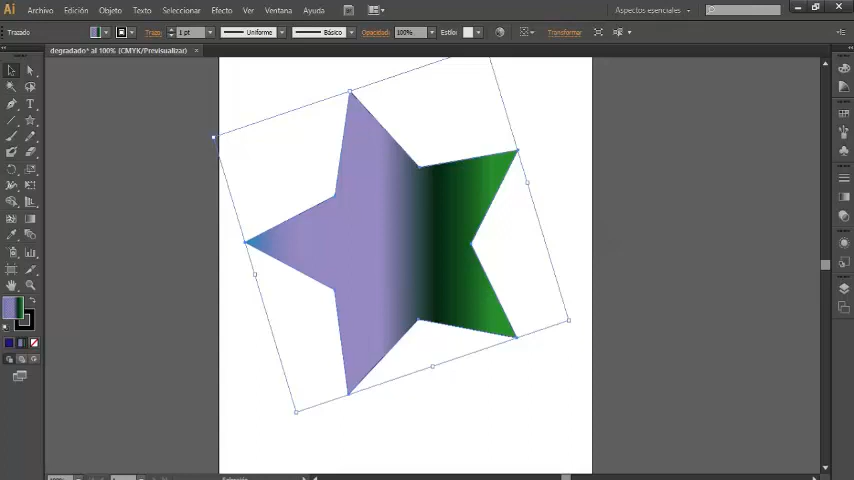 Ai Archivo Edición Objeto Texto Seleccionar Efecto Ver Ventana Ayuda Aspectos esenciales
Trazado Trazo: 1 pt Uniforme Básico Opacidad 100% Estilo: Transformar
degradado* al 100% (CMYK/Previsualizar) ×
T
Selección